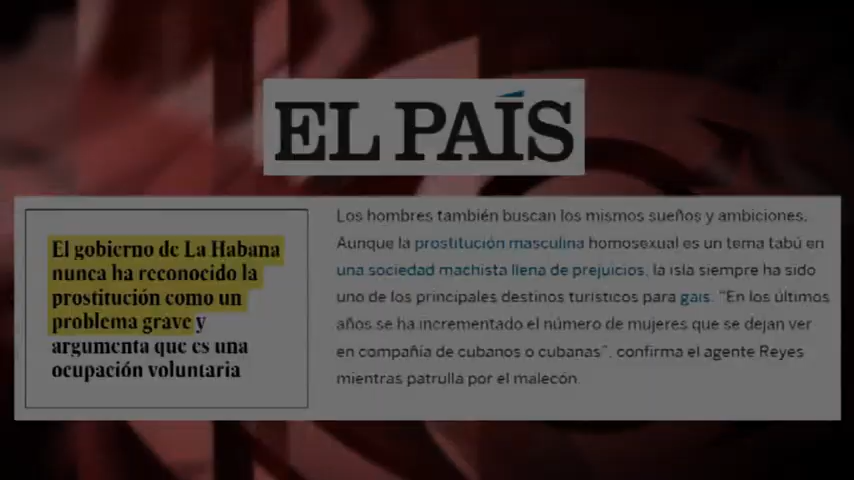 EL PAÍS
El gobierno de La Habana
nunca ha reconocido la
prostitución como un
problema grave y
argumenta que es una
ocupación voluntaria
Los hombres también buscan los mismos sueños y ambiciones.
Aunque la prostitución masculina homosexual es un tema tabú en
una sociedad machista llena de prejuicios, la isla siempre ha sido
uno de los principales destinos turísticos para gais. “En los últimos
años se ha incrementado el número de mujeres que se dejan ver
en compañía de cubanos o cubanas”, confirma el agente Reyes
mientras patrulla por el malecón.